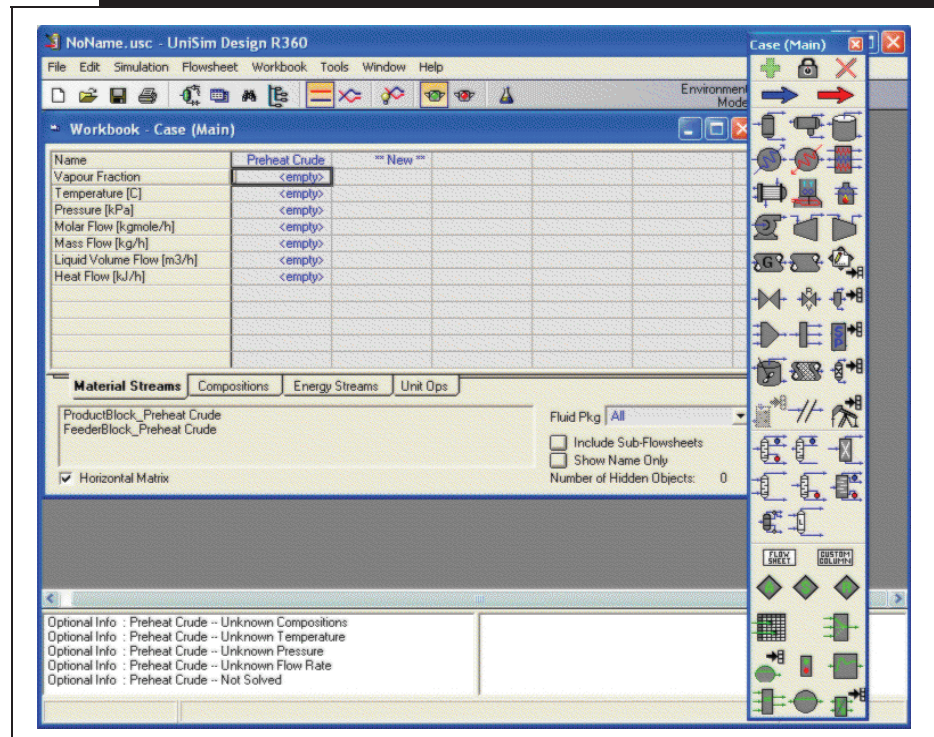 NoName.usc - UniSim Design R360
File Edit Simulation Flowsheet Workbook Tools Window Help
Environment
Mode
Workbook - Case (Main)
Name Preheat Crude ** New **
Vapour Fraction <empty>
Temperature [C] <empty>
Pressure [kPa] <empty>
Molar Flow [kgmole/h] <empty>
Mass Flow [kg/h] <empty>
Liquid Volume Flow [m3/h] <empty>
Heat Flow [kJ/h] <empty>
Material Streams Compositions Energy Streams Unit Ops
ProductBlock_Preheat Crude
FeederBlock_Preheat Crude
Fluid Pkg All
Include Sub-Flowsheets
Show Name Only
Horizontal Matrix
Number of Hidden Objects: 0
Optional Info : Preheat Crude -- Unknown Compositions
Optional Info : Preheat Crude -- Unknown Temperature
Optional Info : Preheat Crude -- Unknown Pressure
Optional Info : Preheat Crude -- Unknown Flow Rate
Optional Info : Preheat Crude -- Not Solved
Case (Main)
G
FLOW SHEET
CUSTOM COLUMN